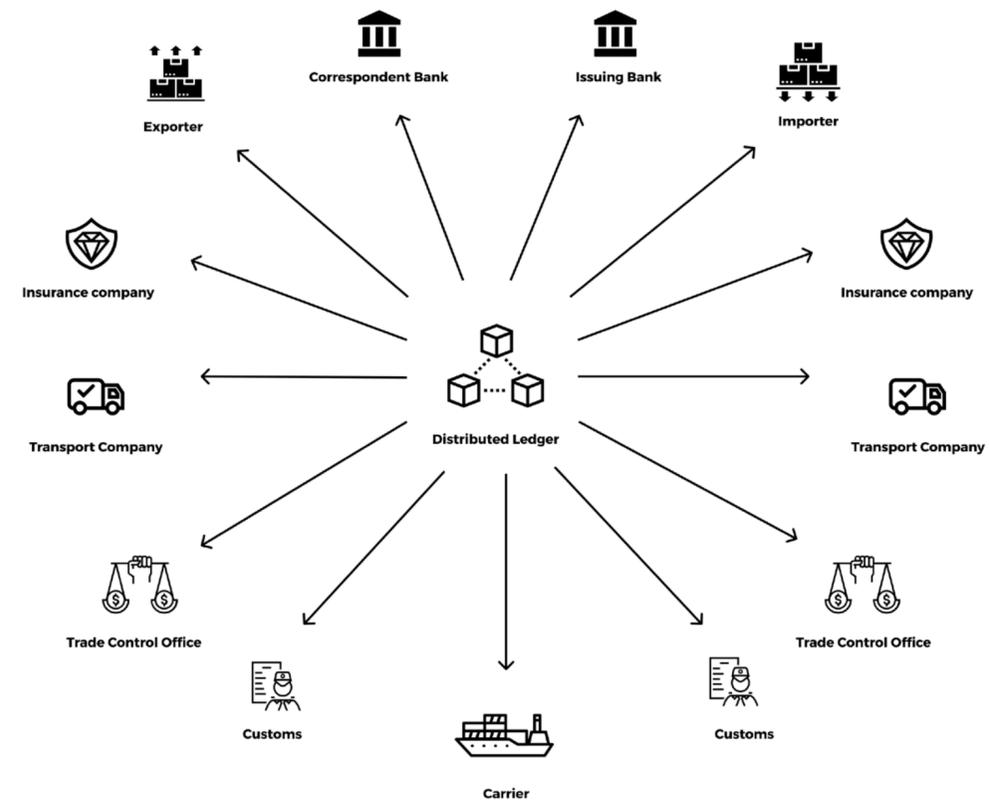 Correspondent Bank
Issuing Bank
Exporter
Importer
Insurance company
Insurance company
Transport Company
Distributed Ledger
Transport Company
Trade Control Office
Trade Control Office
Customs
Customs
Carrier
$
$
$
$